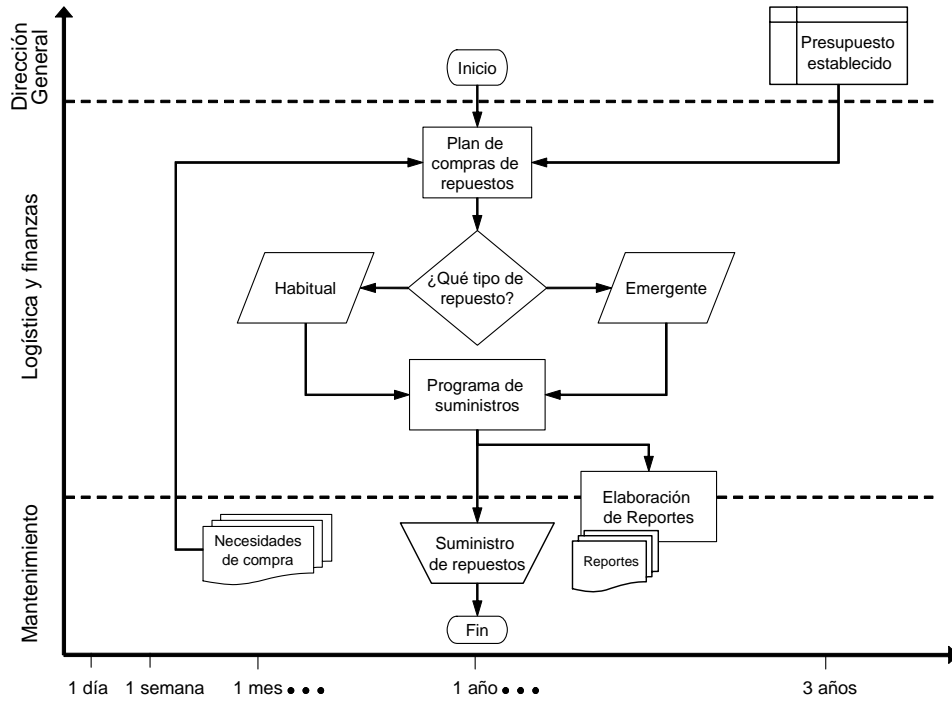 Dirección
General
Inicio
Presupuesto
establecido
Logística y finanzas
Plan de
compras de
repuestos
¿Qué tipo de
repuesto?
Habitual
Emergente
Programa de
suministros
Mantenimiento
Necesidades
de compra
Suministro
de repuestos
Elaboración
de Reportes
Reportes
Fin
1 día 1 semana 1 mes ● ● ● 1 año ● ● ● 3 años